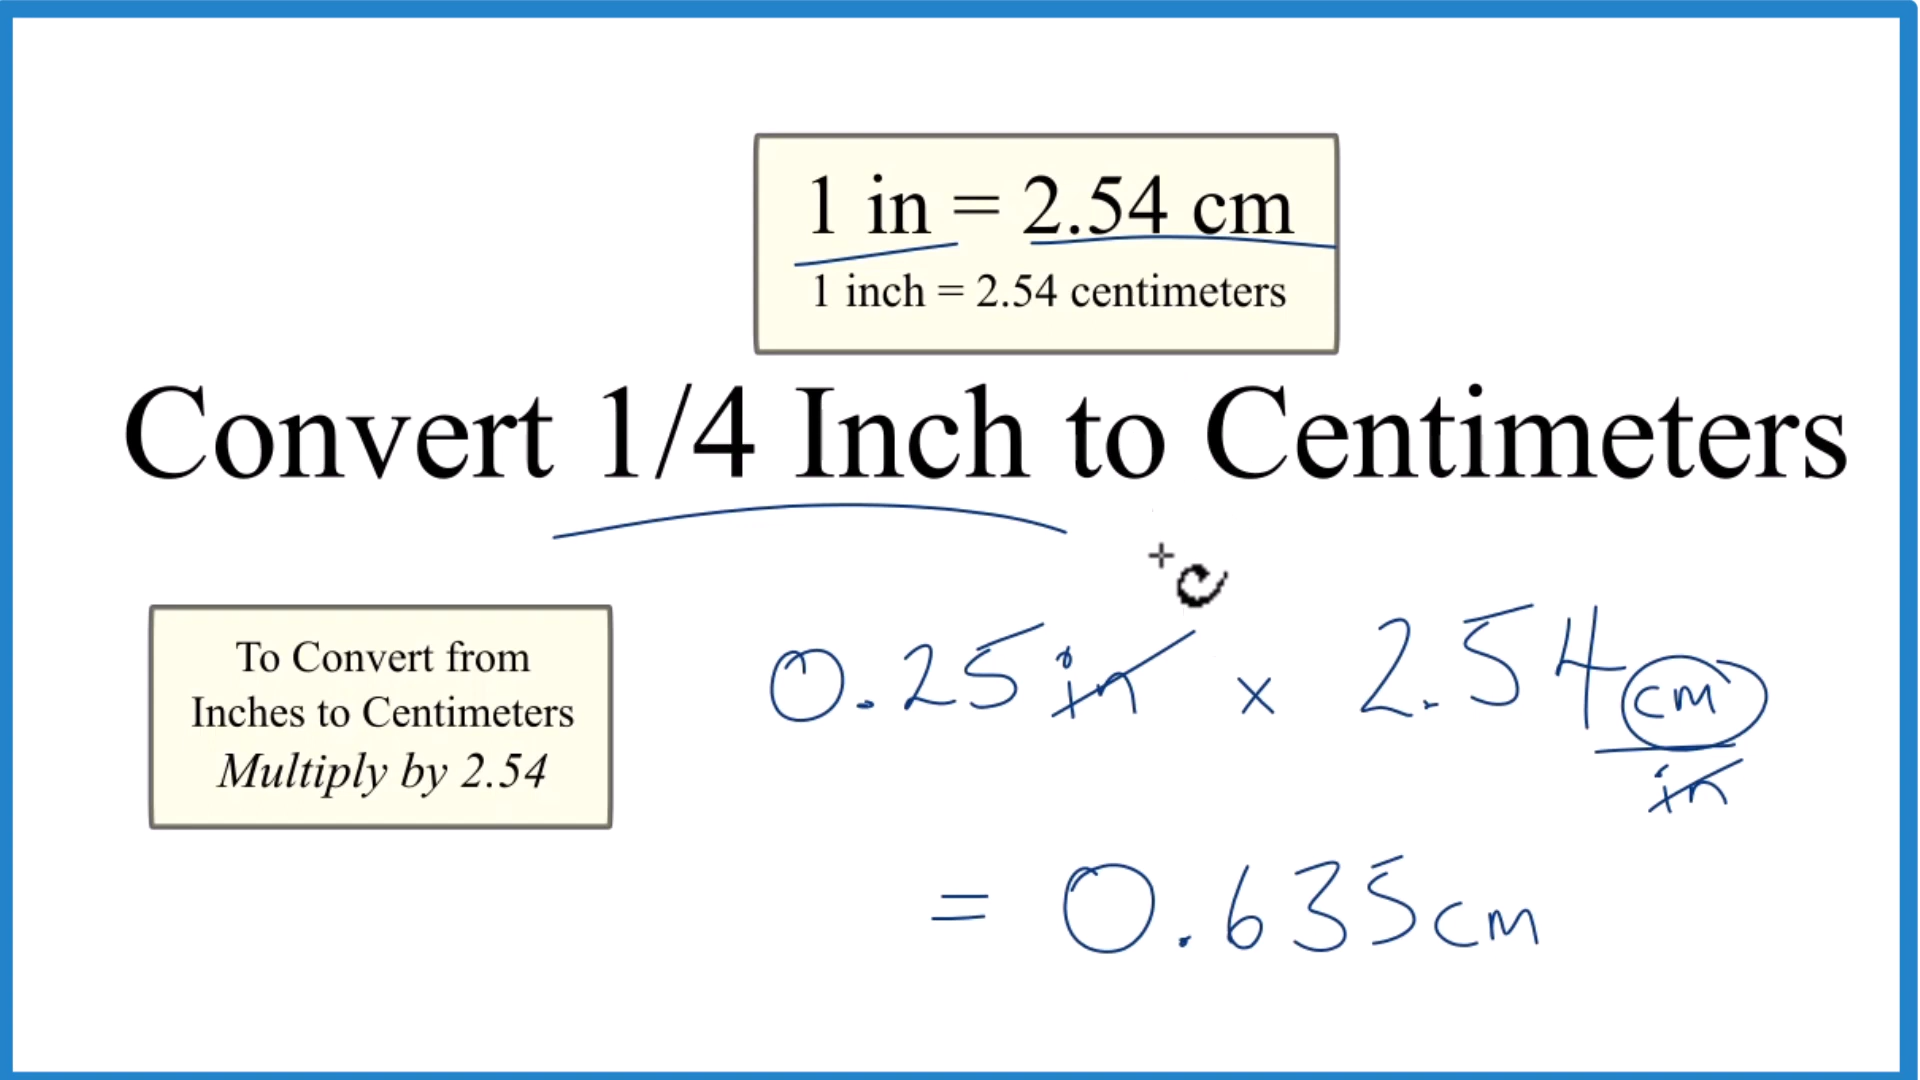 1 in = 2.54 cm
1 inch = 2.54 centimeters
Convert 1/4 Inch to Centimeters
To Convert from
Inches to Centimeters
Multiply by 2.54
0.25 in x 2.54 cm
in
= 0.635 cm